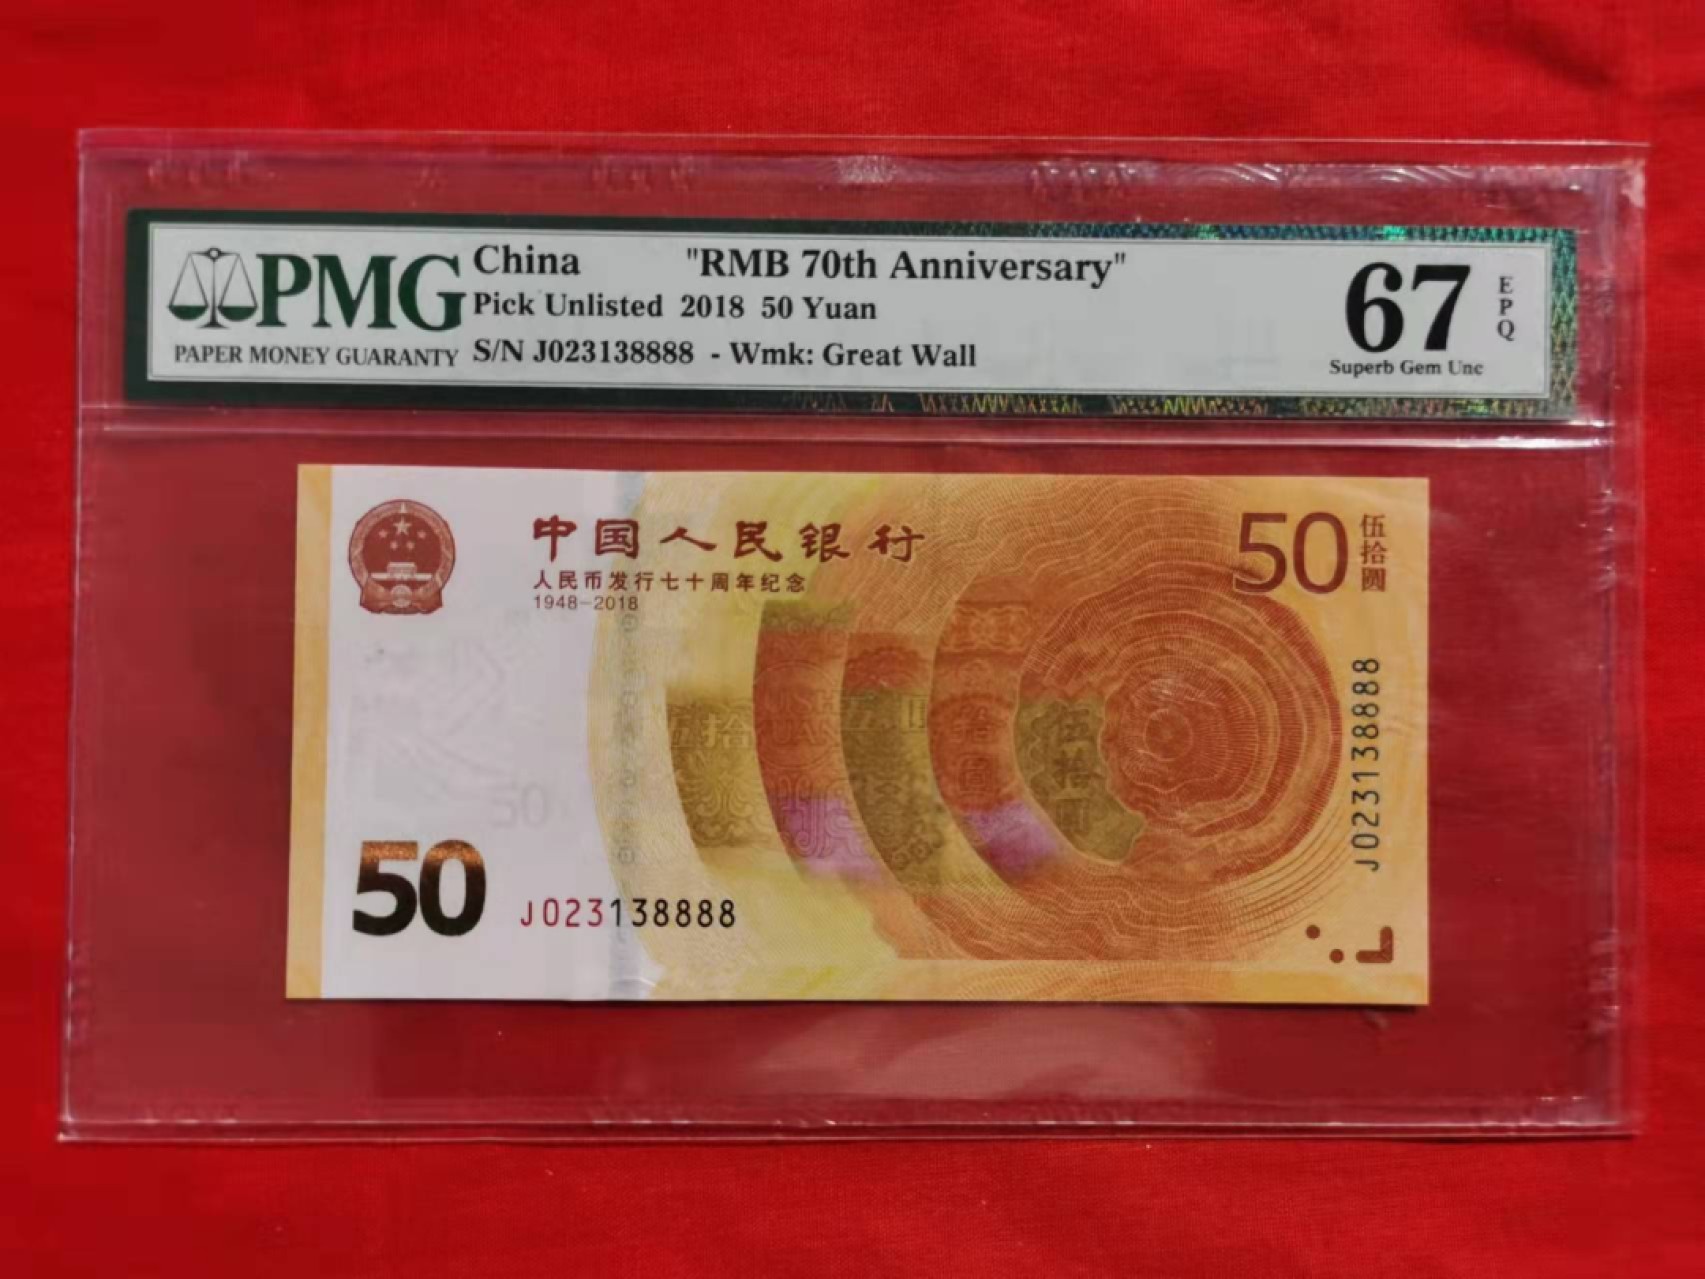 PMG
PAPER MONEY GUARANTY
China "RMB 70th Anniversary"
Pick Unlisted 2018 50 Yuan
S/N J023138888 - Wmk: Great Wall
67
EPQ
Superb Gem Unc
中国人民银行
人民币发行七十周年纪念
1948-2018
50
伍拾圆
50
50
J023138888
J023138888